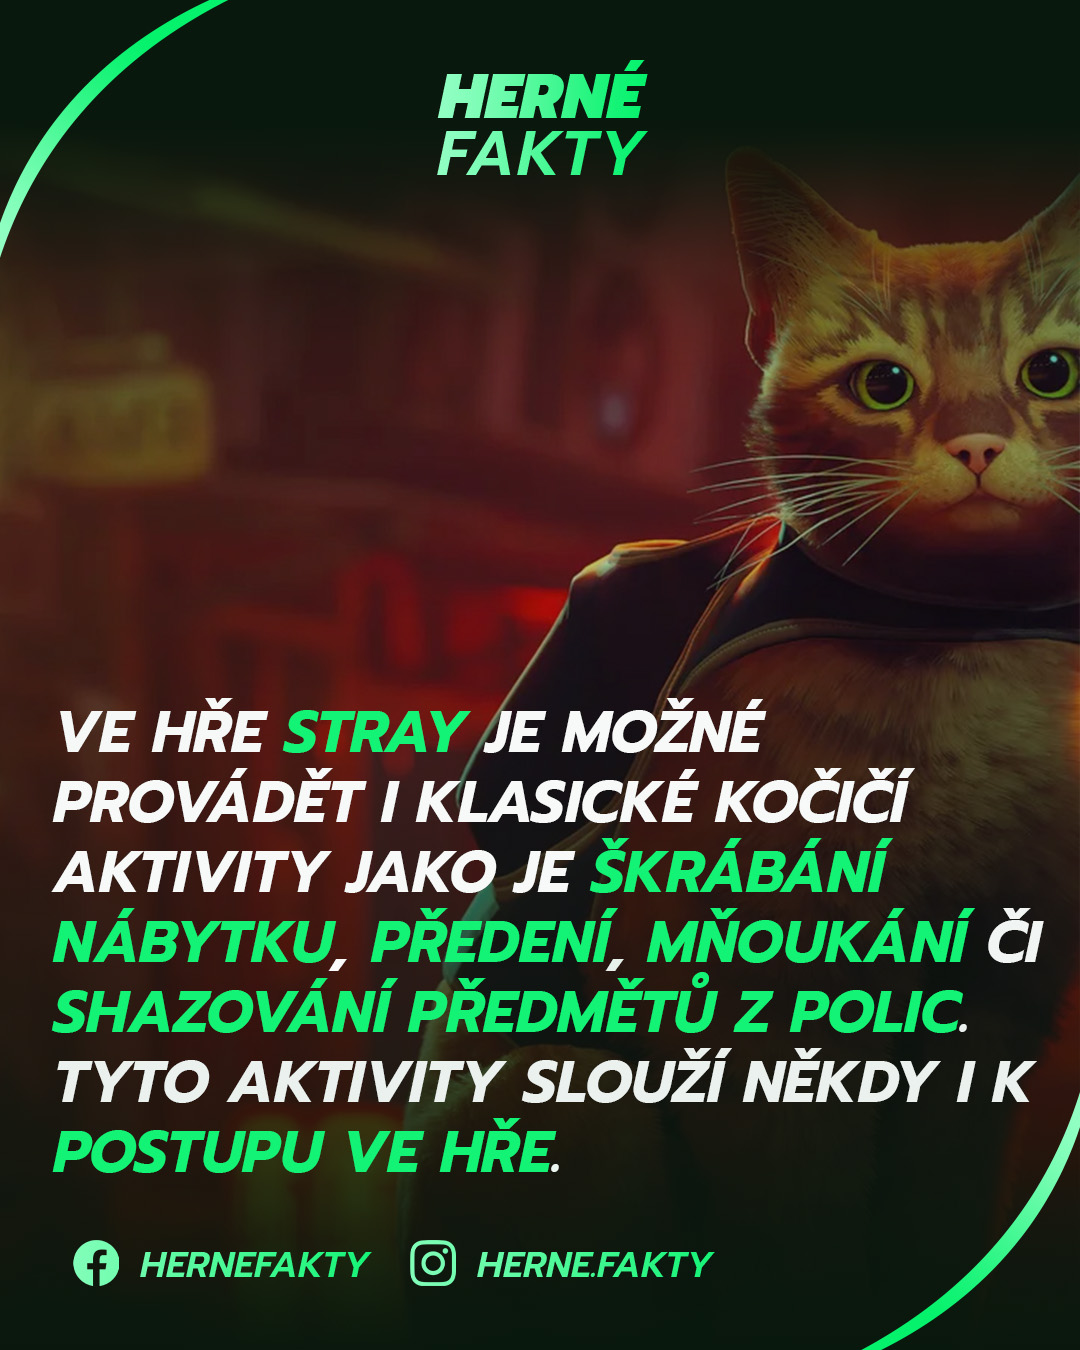 HERNÉ
FAKTY
VE HŘE STRAY JE MOŽNÉ
PROVÁDĚT I KLASICKÉ KOČIČÍ
AKTIVITY JAKO JE ŠKRÁBÁNÍ
NÁBYTKU, PŘEDENÍ, MŇOUKÁNÍ ČI
SHAZOVÁNÍ PŘEDMĚTŮ Z POLIC.
TYTO AKTIVITY SLOUŽÍ NĚKDY I K
POSTUPU VE HŘE.
HERNEFAKTY HERNE.FAKTY